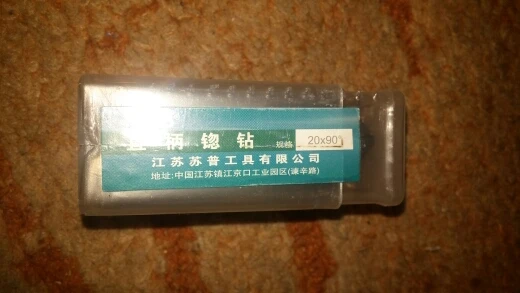 直柄锪钻 规格 20x90°
江苏苏普工具有限公司
地址:中国江苏镇江京口工业园区(谏辛路)